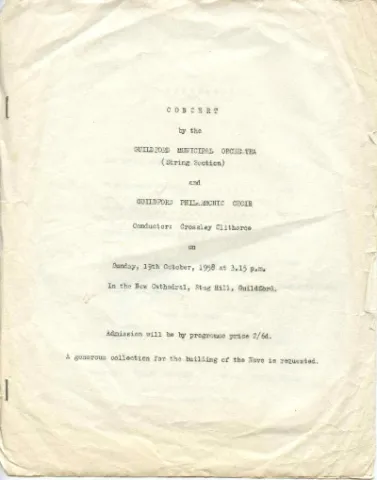 CONCERT
by the
GUILDFORD MUNICIPAL ORCHESTRA
(String Section)
and
GUILDFORD PHILHARMONIC CHOIR
Conductor: Crossley Clitheroe
on
Sunday, 19th October, 1958 at 3.15 p.m.
in the New Cathedral, Stag Hill, Guildford.
Admission will be by programme price 2/6d.
A generous collection for the building of the Nave is requested.